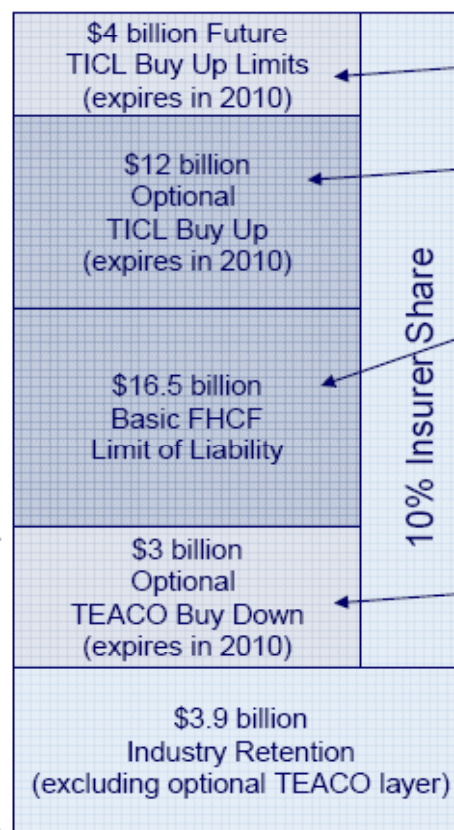 $4 billion Future
TICL Buy Up Limits
(expires in 2010)
$12 billion
Optional
TICL Buy Up
(expires in 2010)
$16.5 billion
Basic FHCF
Limit of Liability
$3 billion
Optional
TEACO Buy Down
(expires in 2010)
10% Insurer Share
$3.9 billion
Industry Retention
(excluding optional TEACO layer)